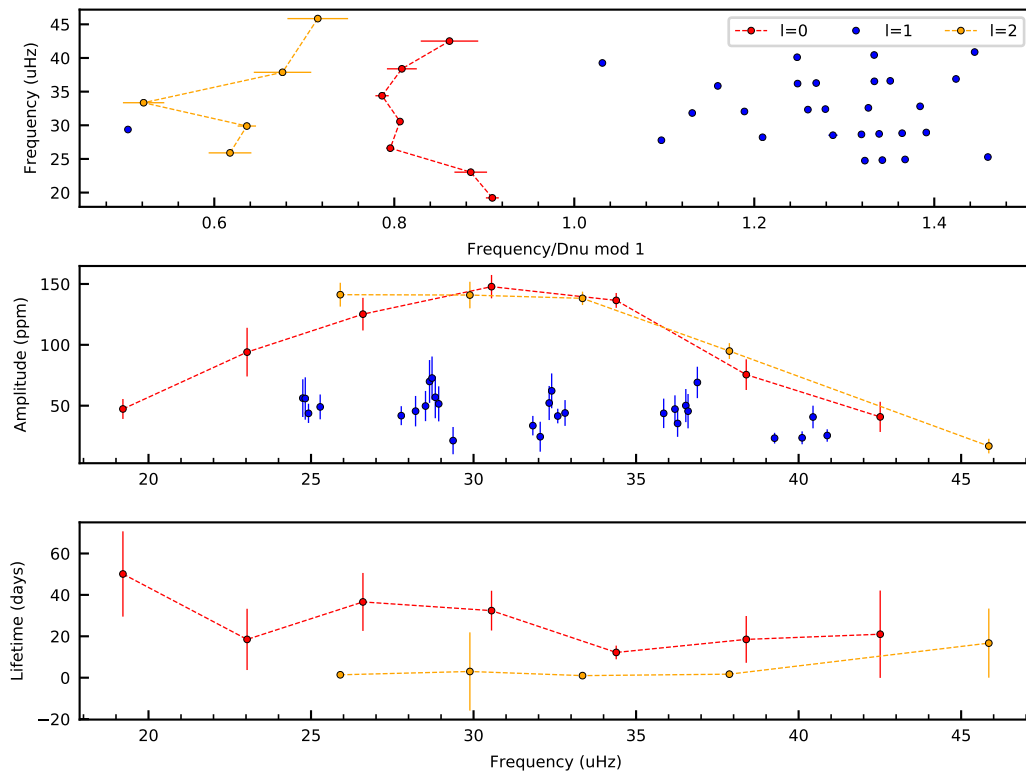 l=0 l=1 l=2
Frequency (uHz)
45
40
35
30
25
20
0.6 0.8 1.0 1.2 1.4
Frequency/Dnu mod 1
Amplitude (ppm)
150
100
50
20 25 30 35 40 45
Lifetime (days)
60
40
20
0
−20
20 25 30 35 40 45
Frequency (uHz)